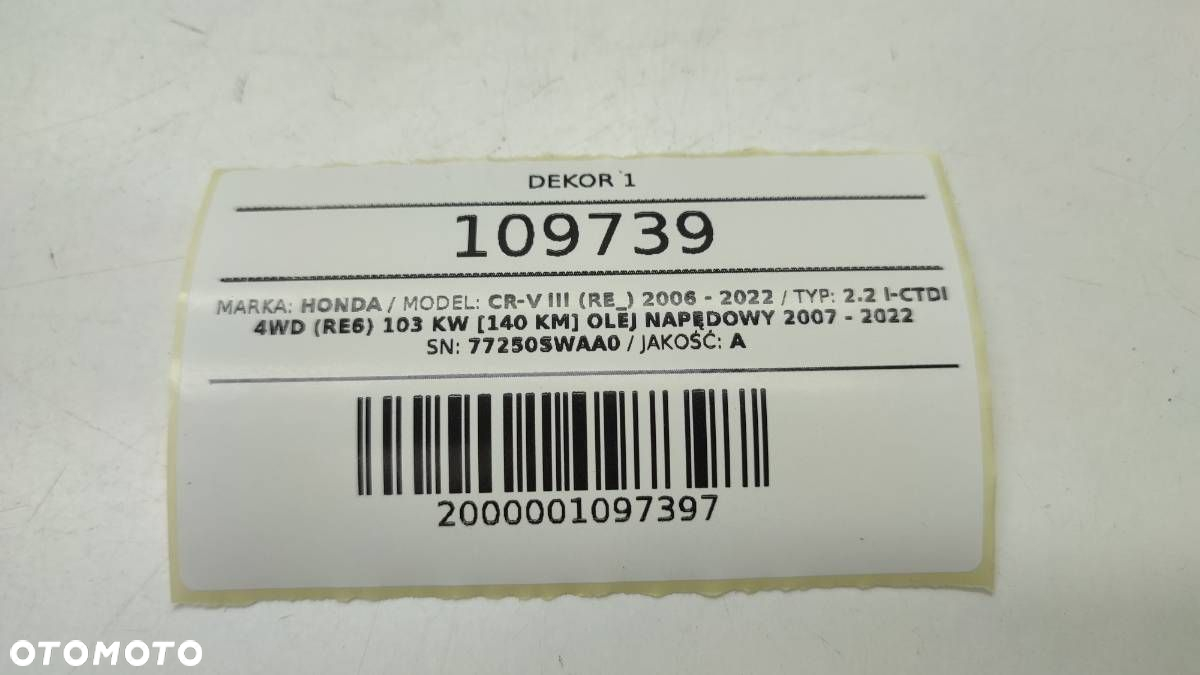 DEKOR 1
109739
MARKA: HONDA / MODEL: CR-V III (RE_) 2006 - 2022 / TYP: 2.2 I-CTDI
4WD (RE6) 103 KW [140 KM] OLEJ NAPĘDOWY 2007 - 2022
SN: 77250SWAA0 / JAKOŚĆ: A
2000001097397
OTOMOTO